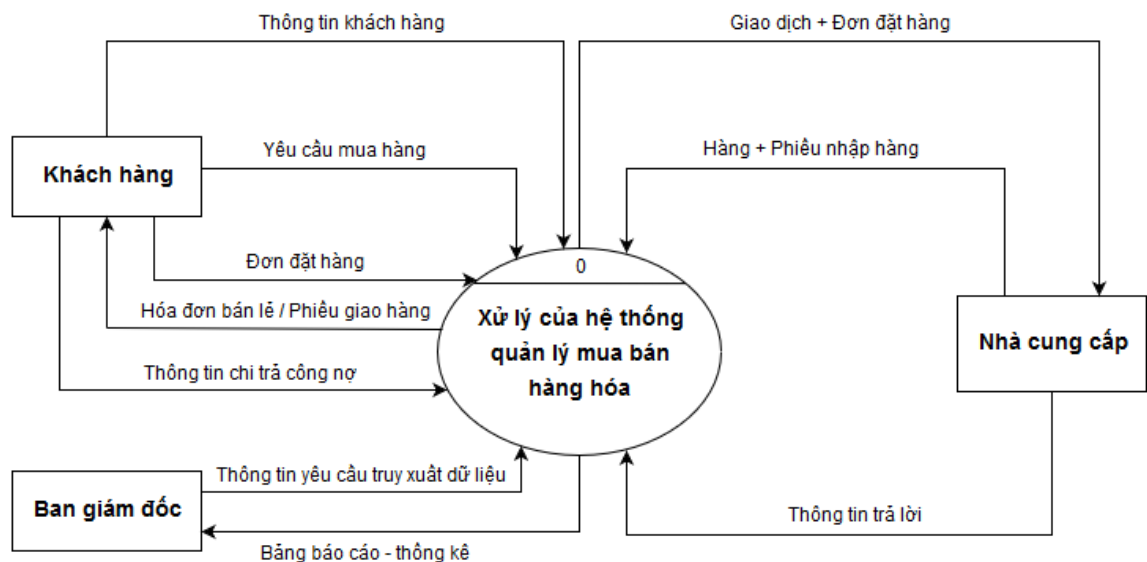 Thông tin khách hàng
Giao dịch + Đơn đặt hàng
Yêu cầu mua hàng
Hàng + Phiếu nhập hàng
Khách hàng
Đơn đặt hàng
0
Hóa đơn bán lẻ / Phiếu giao hàng
Xử lý của hệ thống
quản lý mua bán
hàng hóa
Nhà cung cấp
Thông tin chi trả công nợ
Thông tin yêu cầu truy xuất dữ liệu
Ban giám đốc
Thông tin trả lời
Bảng báo cáo - thống kê